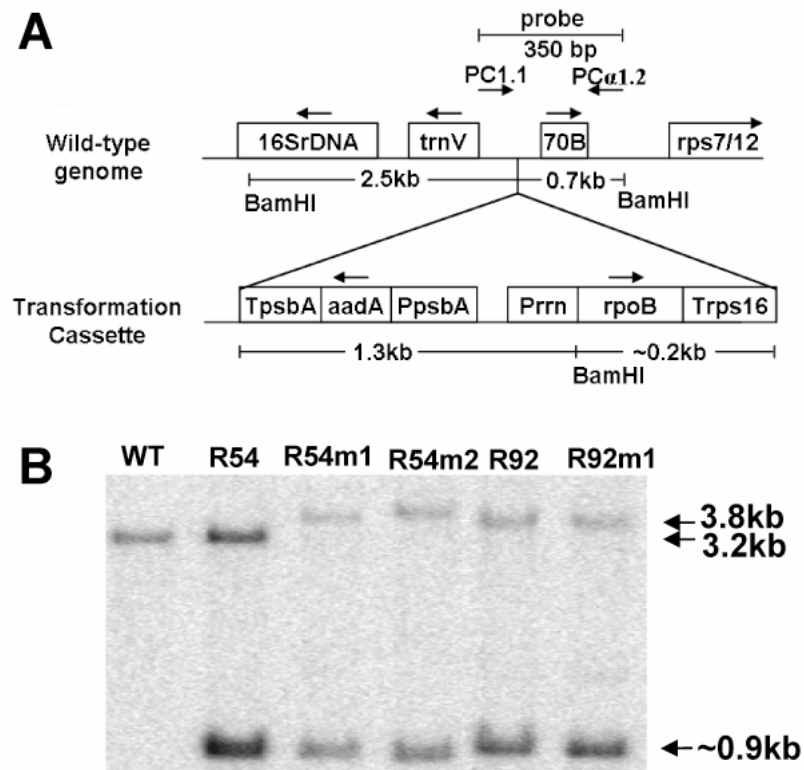 A
probe
350 bp
PC1.1 PCα1.2
Wild-type
genome
16SrDNA trnV 70B rps7/12
2.5kb 0.7kb
BamHI BamHI
Transformation
Cassette
TpsbA aadA PpsbA Prrn rpoB Trps16
1.3kb ~0.2kb
BamHI
B
WT R54 R54m1 R54m2 R92 R92m1
3.8kb
3.2kb
~0.9kb